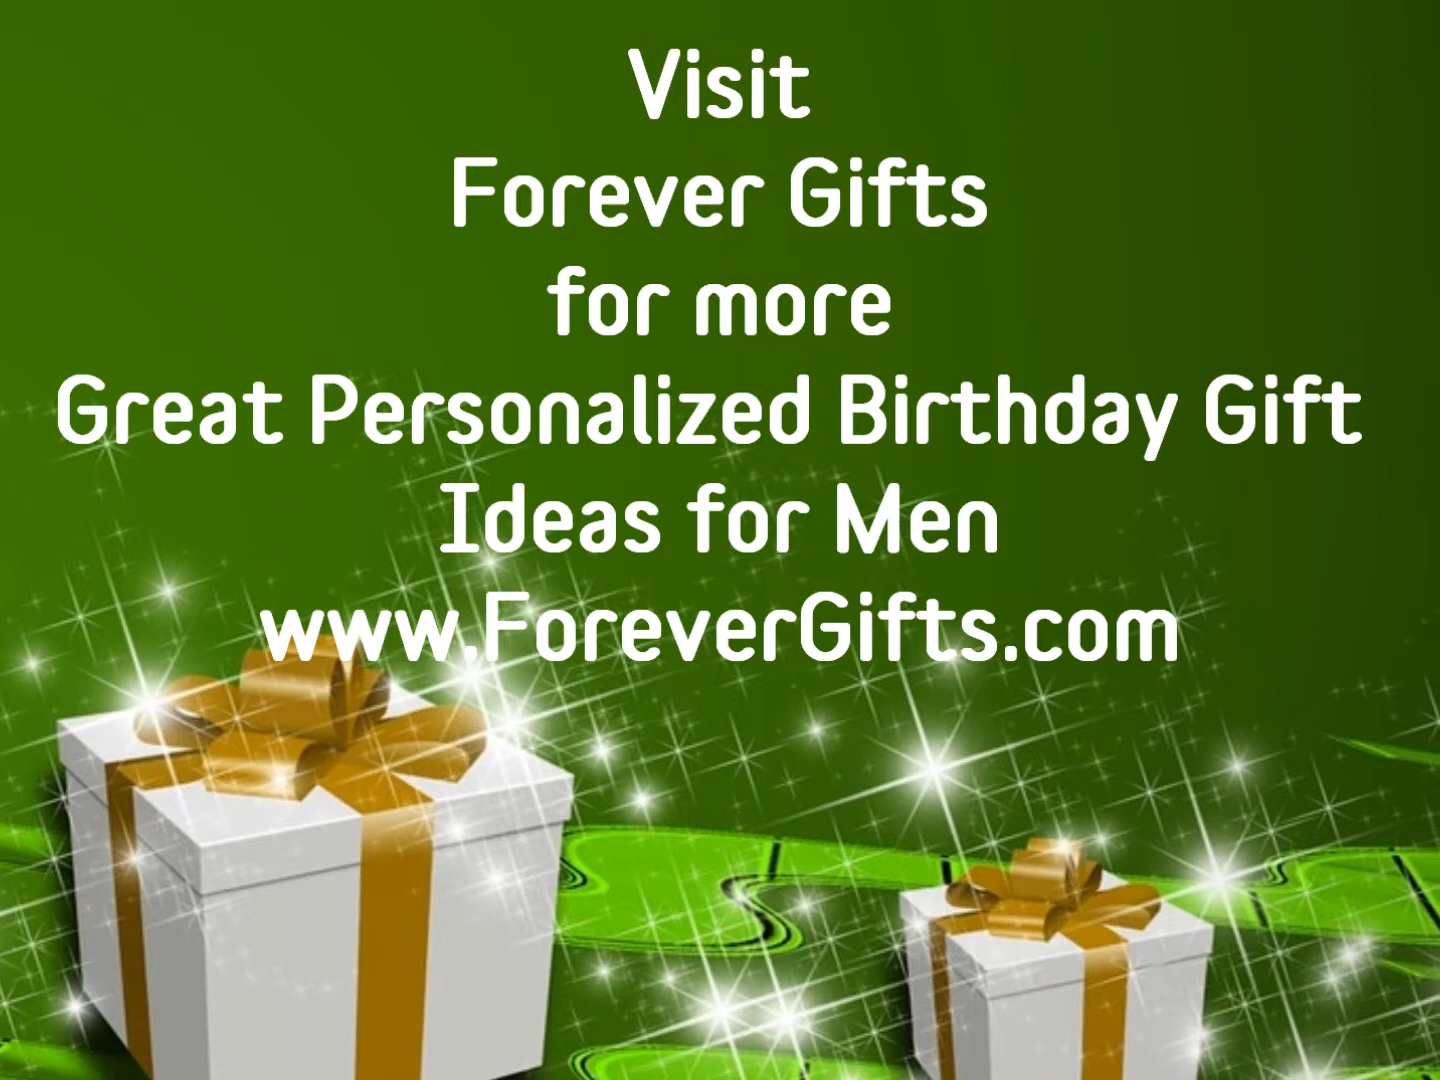 Visit
Forever Gifts
for more
Great Personalized Birthday Gift
Ideas for Men
www.ForeverGifts.com